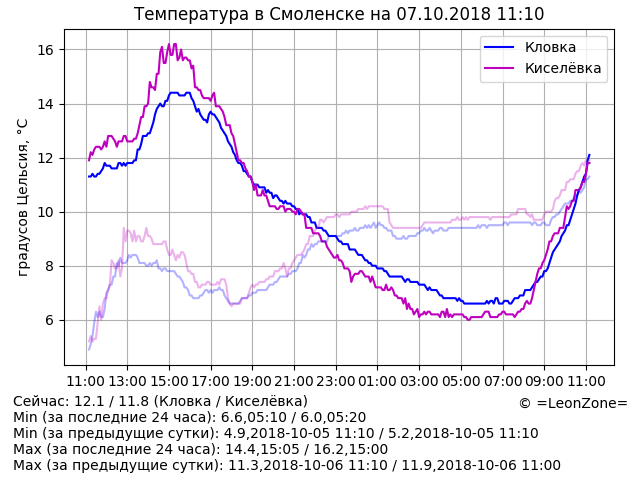 Температура в Смоленске на 07.10.2018 11:10
градусов Цельсия, °C
16
14
12
10
8
6
Кловка
Киселёвка
11:00 13:00 15:00 17:00 19:00 21:00 23:00 01:00 03:00 05:00 07:00 09:00 11:00
Сейчас: 12.1 / 11.8 (Кловка / Киселёвка)
© =LeonZone=
Min (за последние 24 часа): 6.6,05:10 / 6.0,05:20
Min (за предыдущие сутки): 4.9,2018-10-05 11:10 / 5.2,2018-10-05 11:10
Max (за последние 24 часа): 14.4,15:05 / 16.2,15:00
Max (за предыдущие сутки): 11.3,2018-10-06 11:10 / 11.9,2018-10-06 11:00